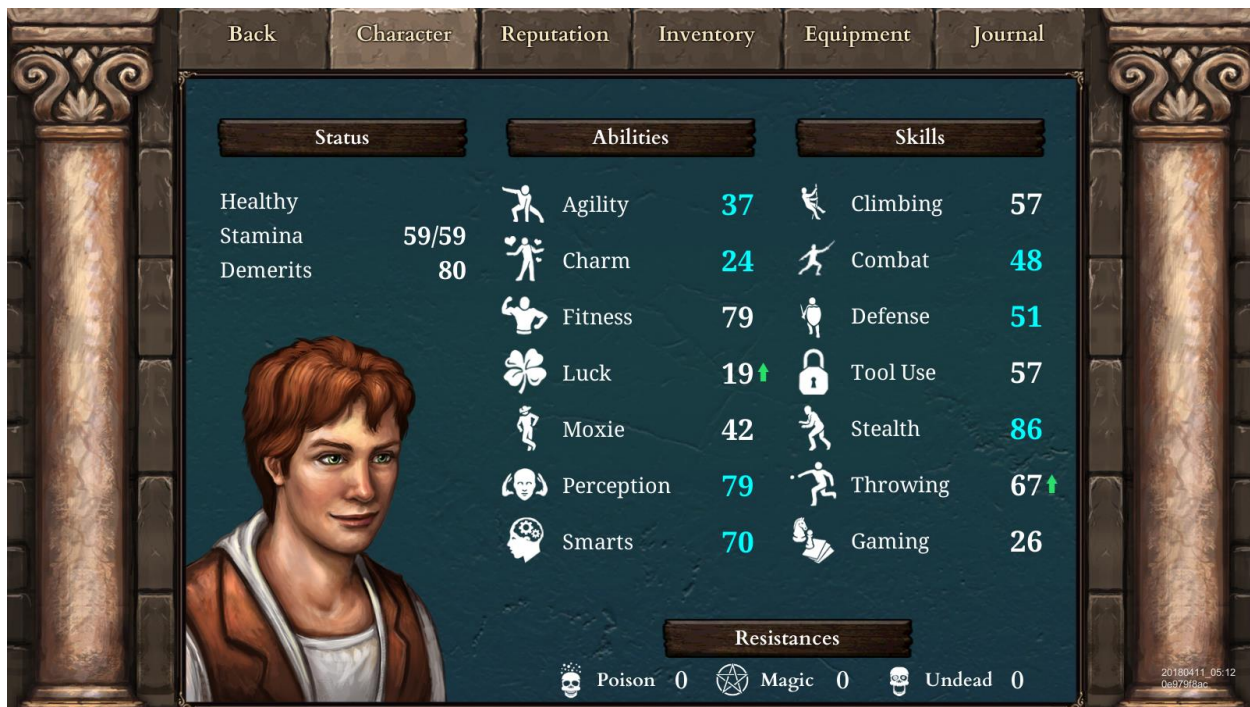 Back Character Reputation Inventory Equipment Journal
Status
Healthy
Stamina 59/59
Demerits 80
Abilities
Agility 37
Charm 24
Fitness 79
Luck 19
Moxie 42
Perception 79
Smarts 70
Skills
Climbing 57
Combat 48
Defense 51
Tool Use 57
Stealth 86
Throwing 67
Gaming 26
Resistances
Poison 0 Magic 0 Undead 0
20180411_05:12
0e979f8ac